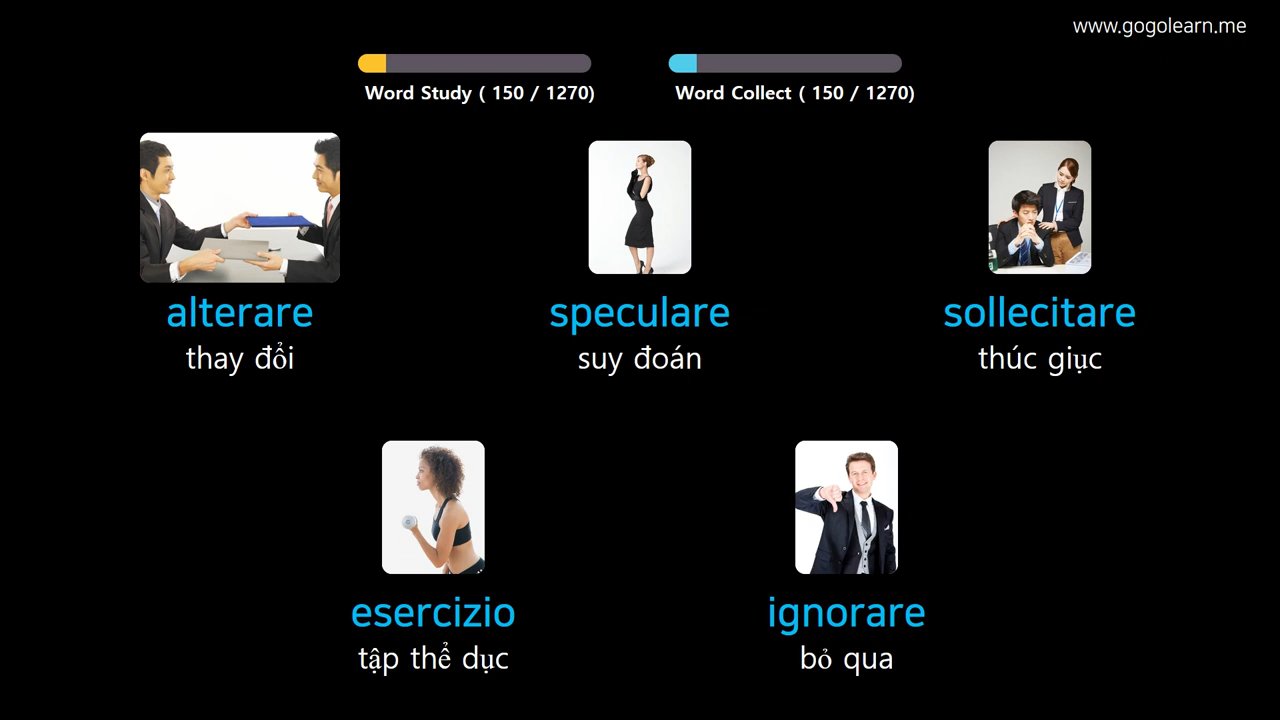 www.gogolearn.me
Word Study ( 150 / 1270)
Word Collect ( 150 / 1270)
alterare
thay đổi
speculare
suy đoán
sollecitare
thúc giục
esercizio
tập thể dục
ignorare
bỏ qua